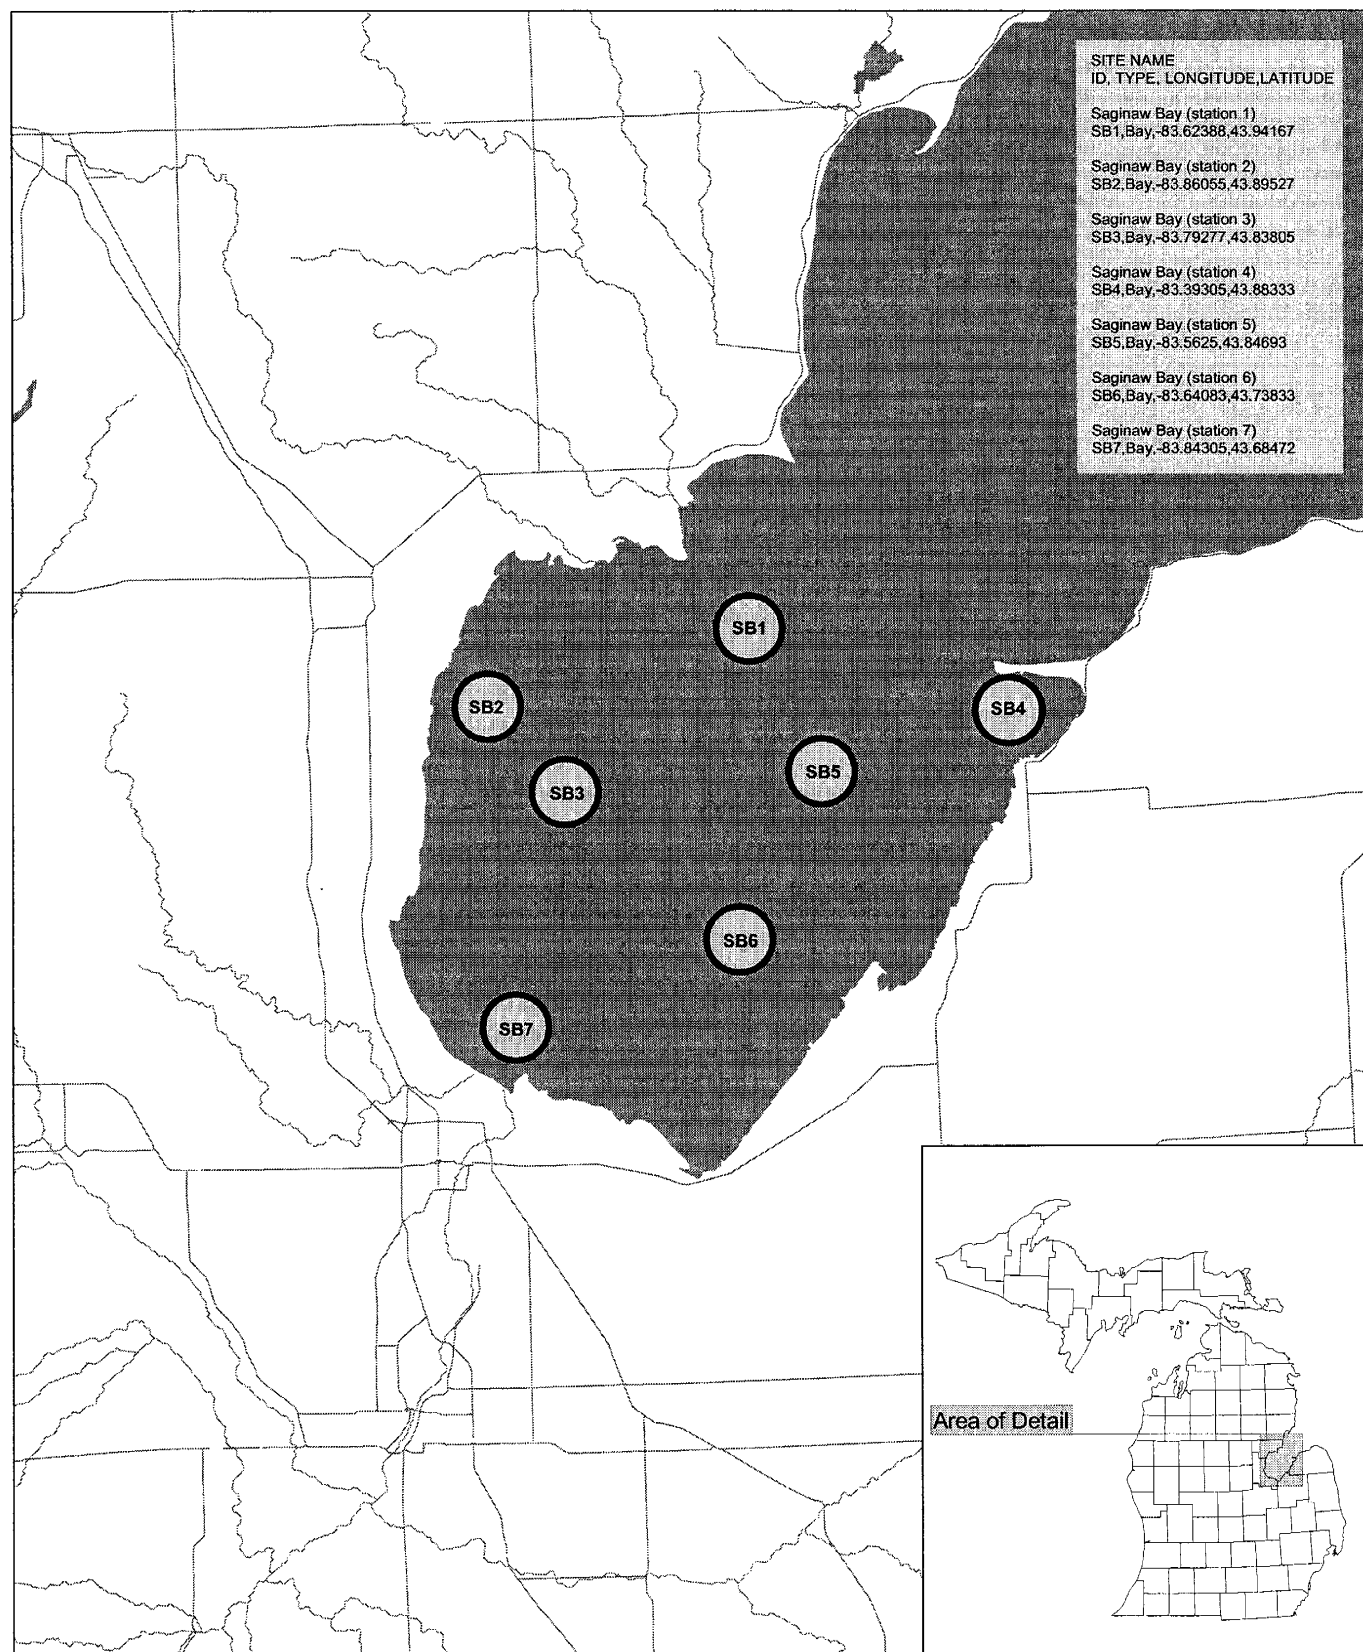 SITE NAME
ID, TYPE, LONGITUDE,LATITUDE
Saginaw Bay (station 1)
SB1,Bay,-83.62388,43.94167
Saginaw Bay (station 2)
SB2,Bay,-83.86055,43.89527
Saginaw Bay (station 3)
SB3,Bay,-83.79277,43.83805
Saginaw Bay (station 4)
SB4,Bay,-83.39305,43.88333
Saginaw Bay (station 5)
SB5,Bay,-83.5625,43.84693
Saginaw Bay (station 6)
SB6,Bay,-83.64083,43.73833
Saginaw Bay (station 7)
SB7,Bay,-83.84305,43.68472
SB1
SB2
SB4
SB5
SB3
SB6
SB7
Area of Detail